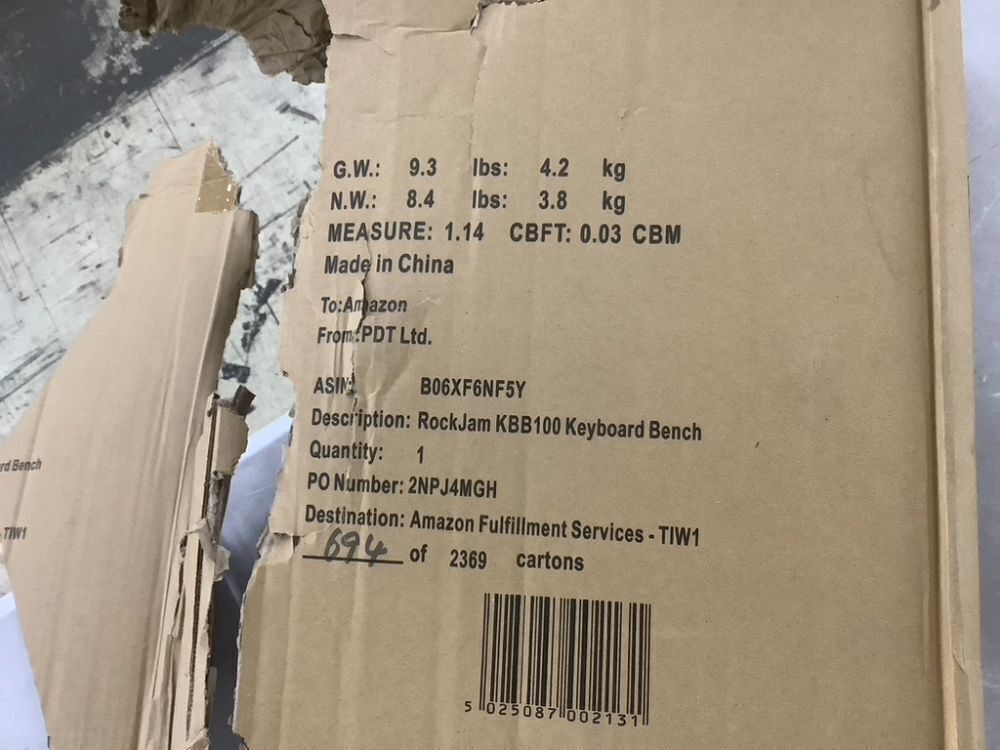 G.W.: 9.3 lbs: 4.2 kg
N.W.: 8.4 lbs: 3.8 kg
MEASURE: 1.14 CBFT: 0.03 CBM
Made in China
To:Amazon
From:PDT Ltd.
ASIN: B06XF6NF5Y
Description: RockJam KBB100 Keyboard Bench
Quantity: 1
PO Number: 2NPJ4MGH
Destination: Amazon Fulfillment Services - TIW1
694 of 2369 cartons
5 025087 002131
rd Bench
- TIW1